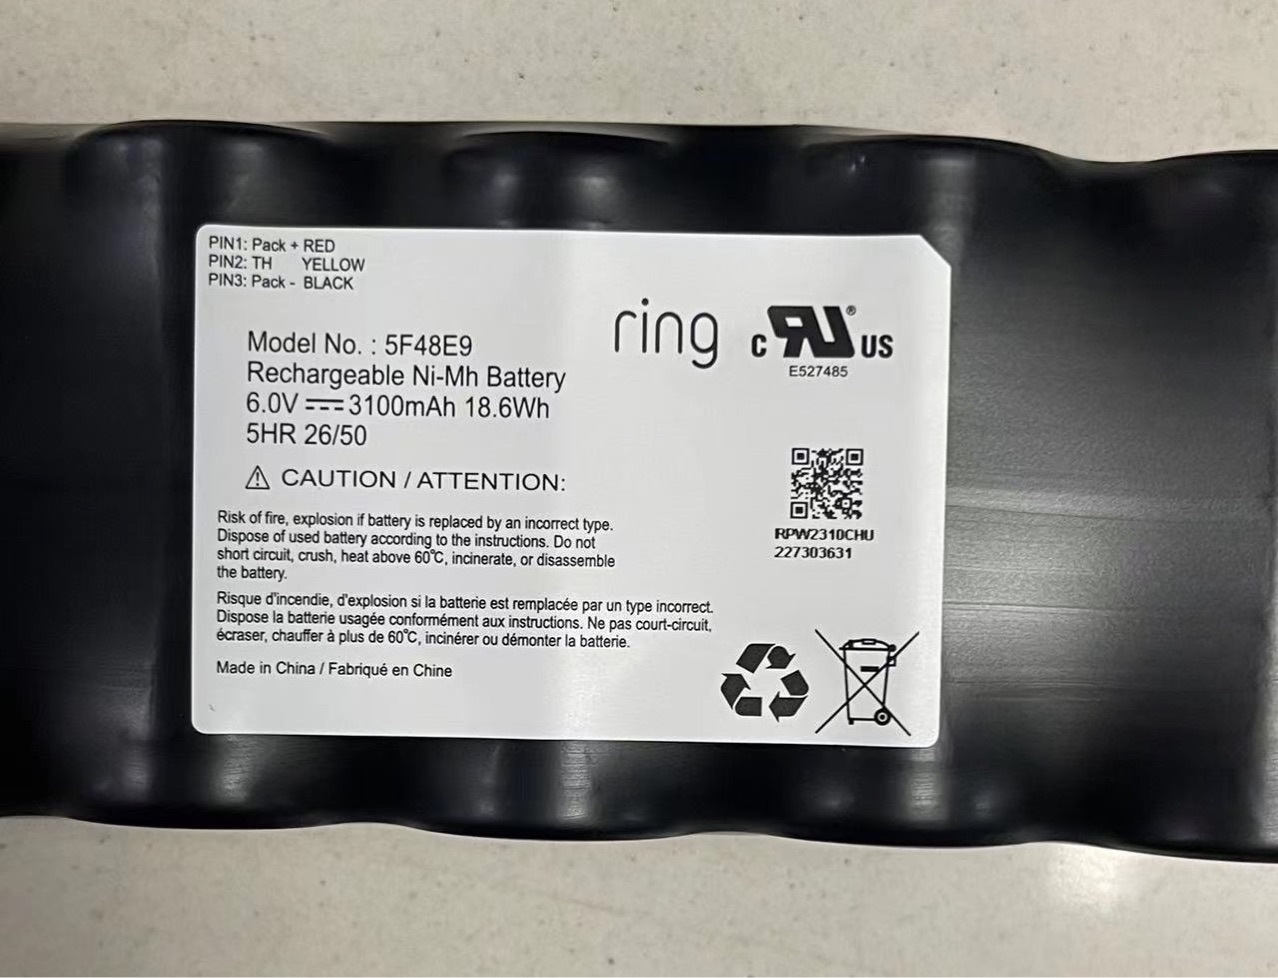 PIN1: Pack + RED
PIN2: TH YELLOW
PIN3: Pack - BLACK
ring
c RU® US
E527485
Model No. : 5F48E9
Rechargeable Ni-Mh Battery
6.0V ⎓ 3100mAh 18.6Wh
5HR 26/50
⚠ CAUTION / ATTENTION:
RPW2310CHU
227303631
Risk of fire, explosion if battery is replaced by an incorrect type.
Dispose of used battery according to the instructions. Do not
short circuit, crush, heat above 60℃, incinerate, or disassemble
the battery.
Risque d'incendie, d'explosion si la batterie est remplacée par un type incorrect.
Dispose la batterie usagée conformément aux instructions. Ne pas court-circuit,
écraser, chauffer à plus de 60℃, incinérer ou démonter la batterie.
Made in China / Fabriqué en Chine